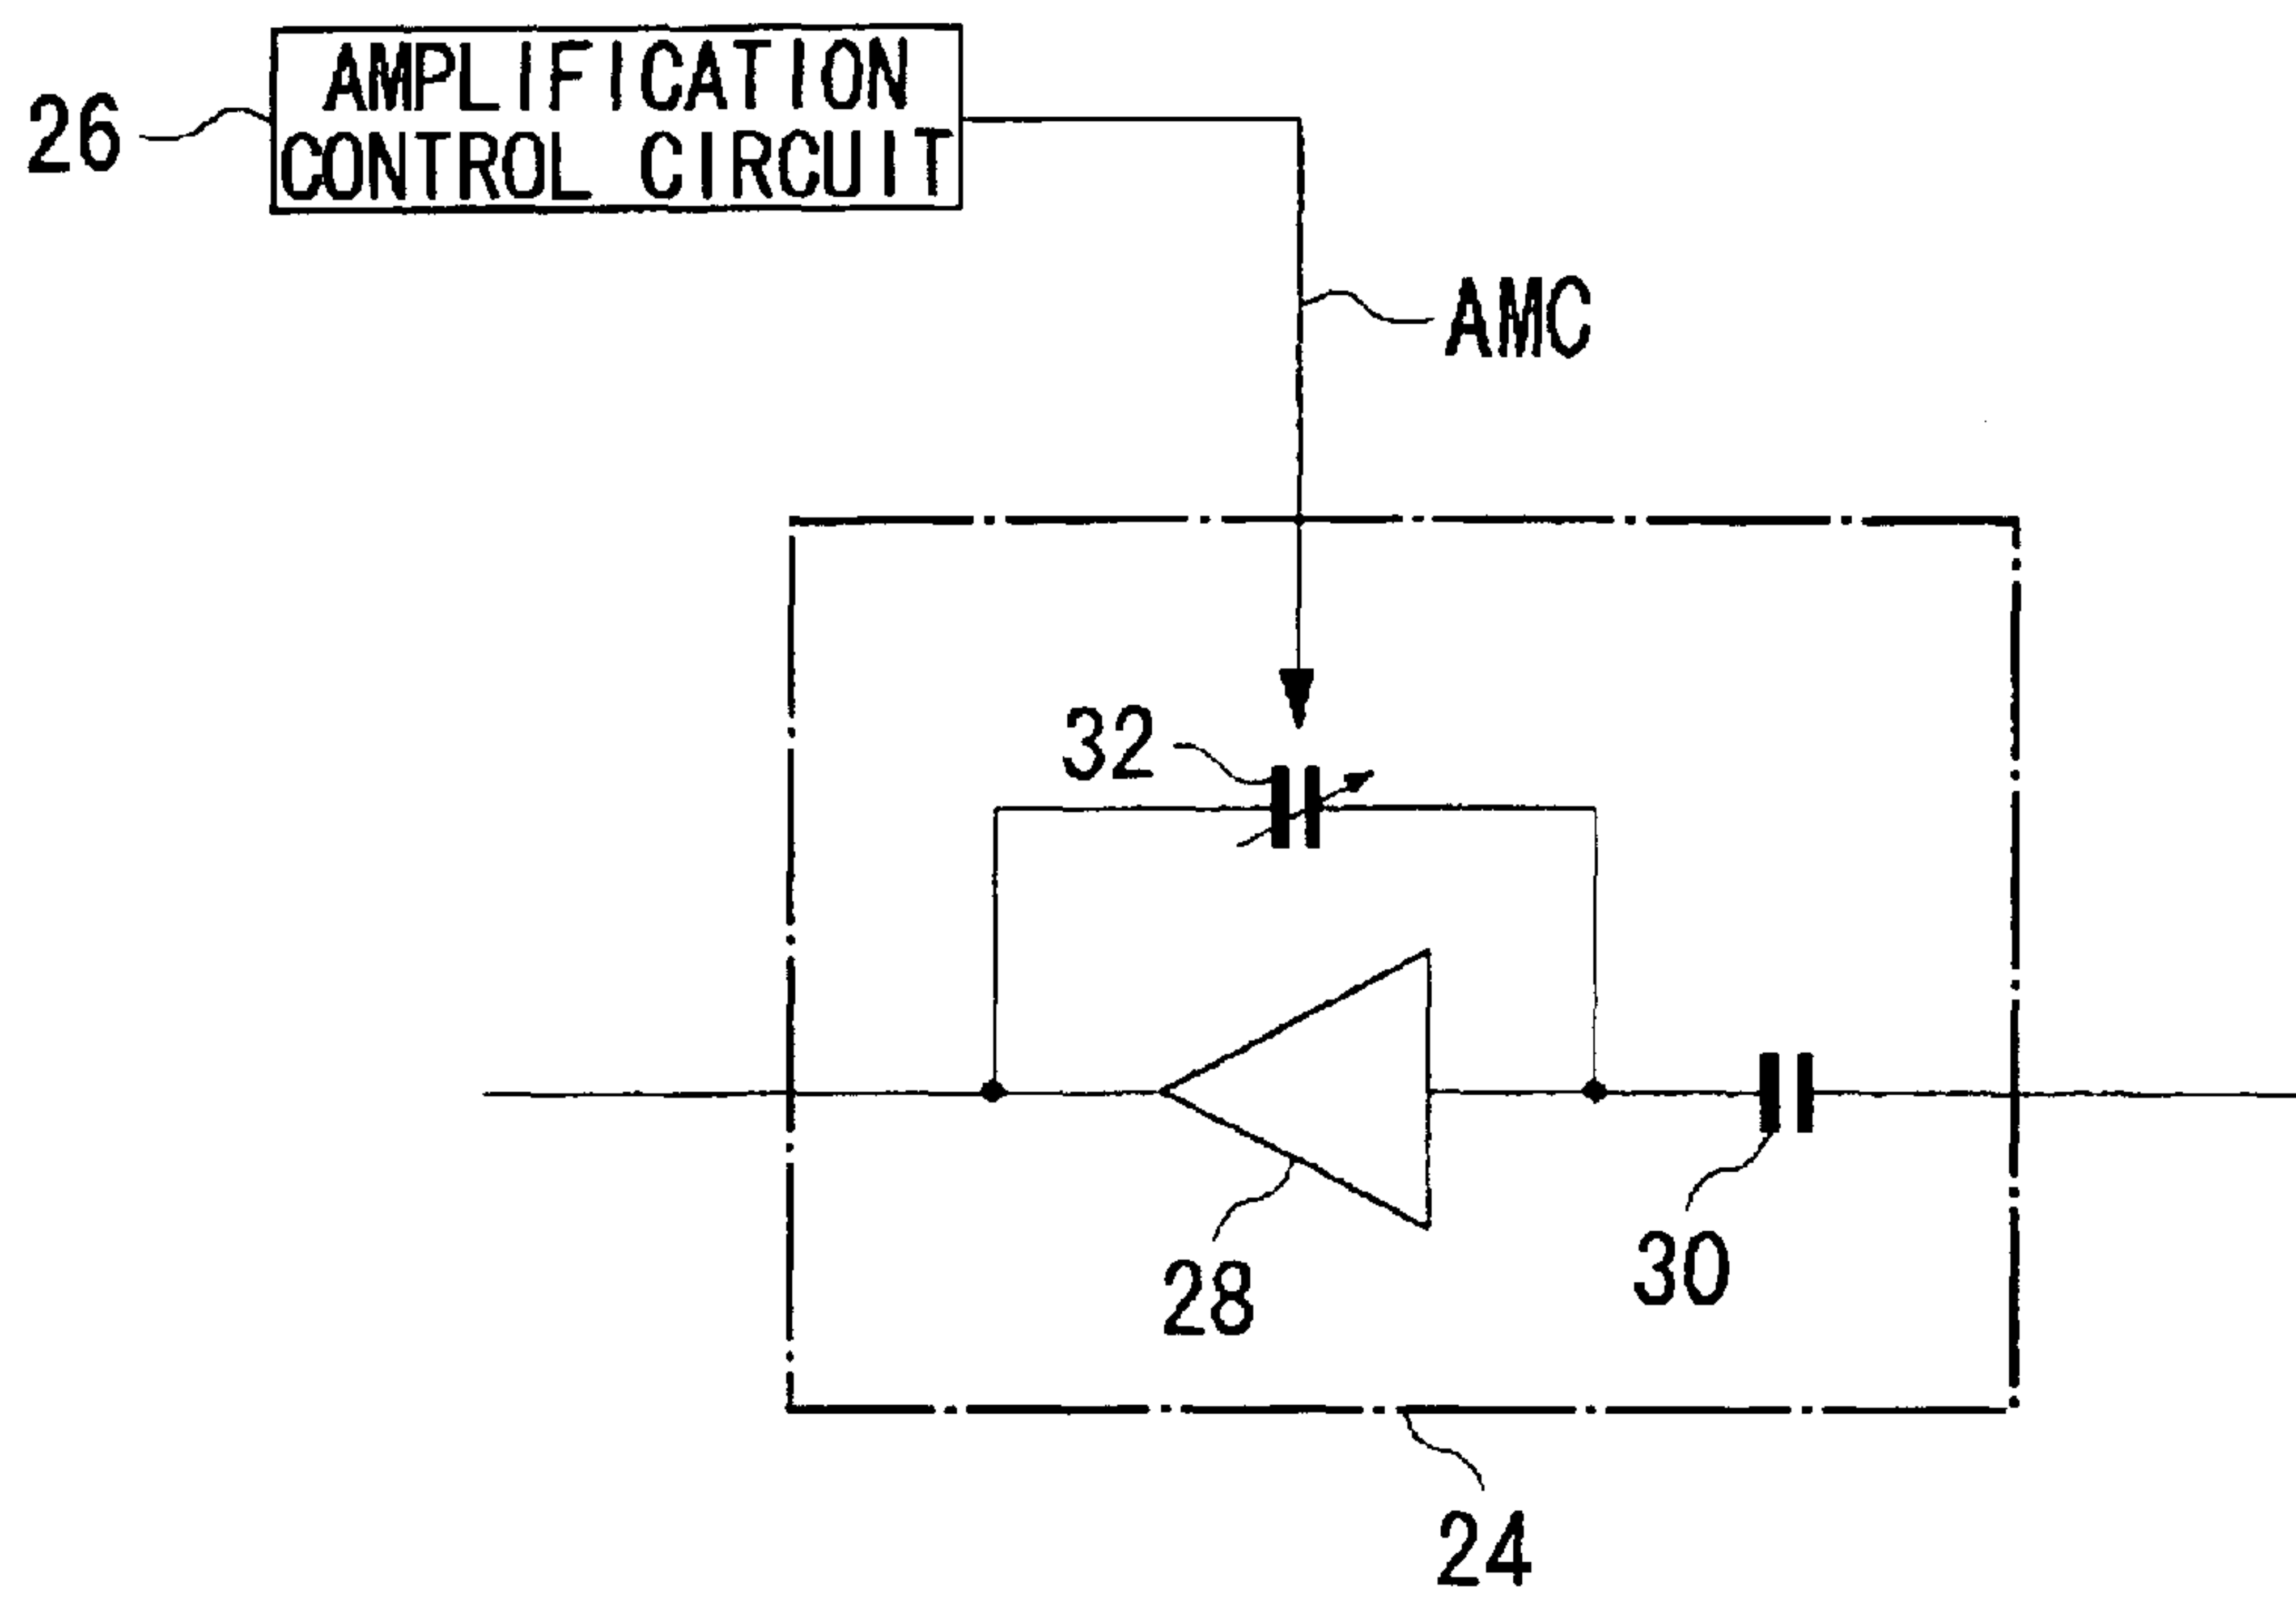 AMPLIFICATION
CONTROL CIRCUIT
26
AMC
32
28
30
24